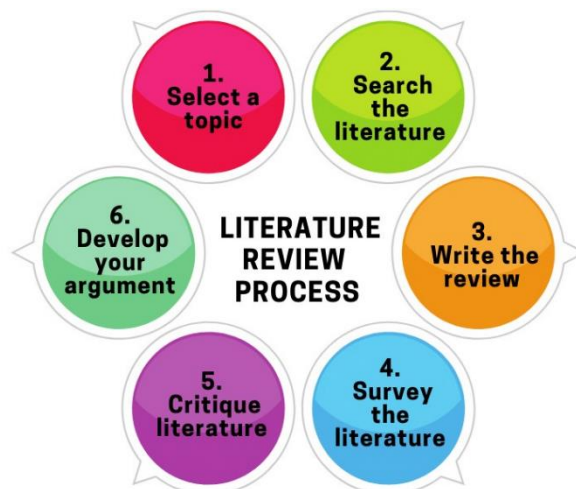 1.
Select a
topic
2.
Search
the
literature
3.
Write the
review
4.
Survey
the
literature
5.
Critique
literature
6.
Develop
your
argument
LITERATURE
REVIEW
PROCESS